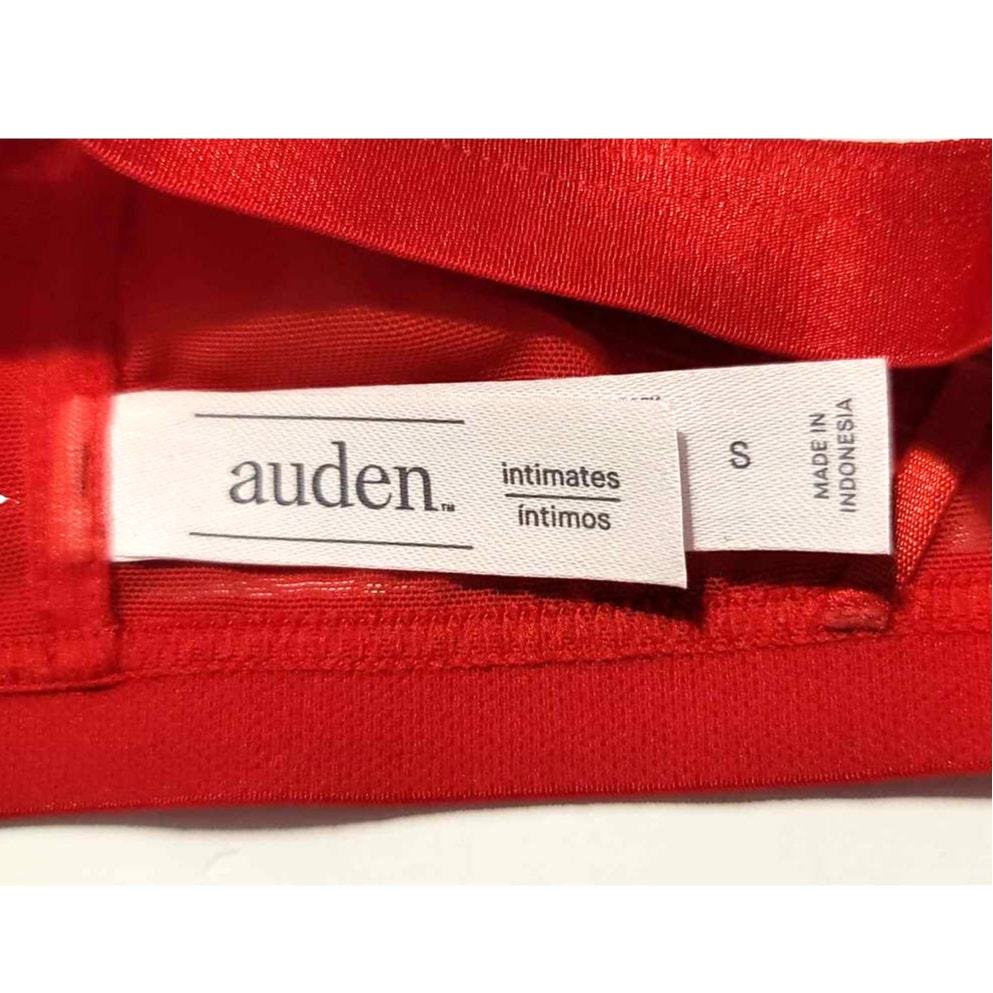 auden™
intimates
íntimos
S
MADE IN
INDONESIA